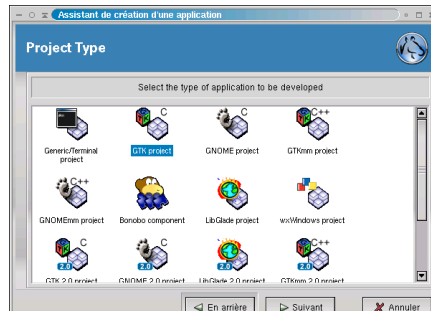 Assistant de création d'une application
Project Type
Select the type of application to be developed
C
C
C++
Generic/Terminal project
GTK project
GNOME project
GTKmm project
C++
GNOMEmm project
Bonobo component
LibGlade project
wxWindows project
C
C
C++
2.0
2.0
2.0
2.0
GTK 2.0 project
GNOME 2.0 project
LibGlade 2.0 project
GTKmm 2.0 project
En arrière
Suivant
Annuler